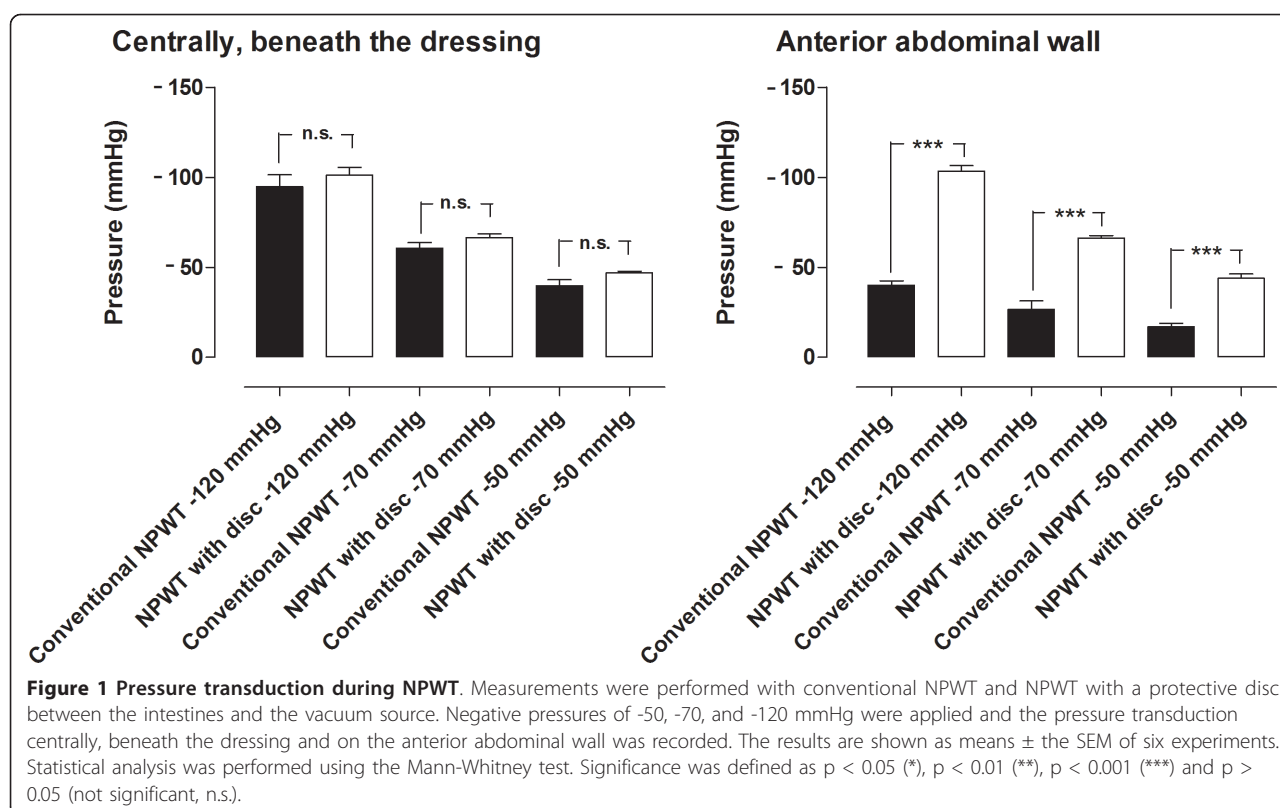 Centrally, beneath the dressing
Pressure (mmHg)
- 150
- 100
- 50
0
n.s.
n.s.
n.s.
Conventional NPWT -120 mmHg
NPWT with disc -120 mmHg
Conventional NPWT -70 mmHg
NPWT with disc -70 mmHg
Conventional NPWT -50 mmHg
NPWT with disc -50 mmHg
Anterior abdominal wall
Pressure (mmHg)
- 150
- 100
- 50
0
***
***
***
Conventional NPWT -120 mmHg
NPWT with disc -120 mmHg
Conventional NPWT -70 mmHg
NPWT with disc -70 mmHg
Conventional NPWT -50 mmHg
NPWT with disc -50 mmHg
Figure 1 Pressure transduction during NPWT. Measurements were performed with conventional NPWT and NPWT with a protective disc
between the intestines and the vacuum source. Negative pressures of -50, -70, and -120 mmHg were applied and the pressure transduction
centrally, beneath the dressing and on the anterior abdominal wall was recorded. The results are shown as means ± the SEM of six experiments.
Statistical analysis was performed using the Mann-Whitney test. Significance was defined as p < 0.05 (*), p < 0.01 (**), p < 0.001 (***) and p >
0.05 (not significant, n.s.).